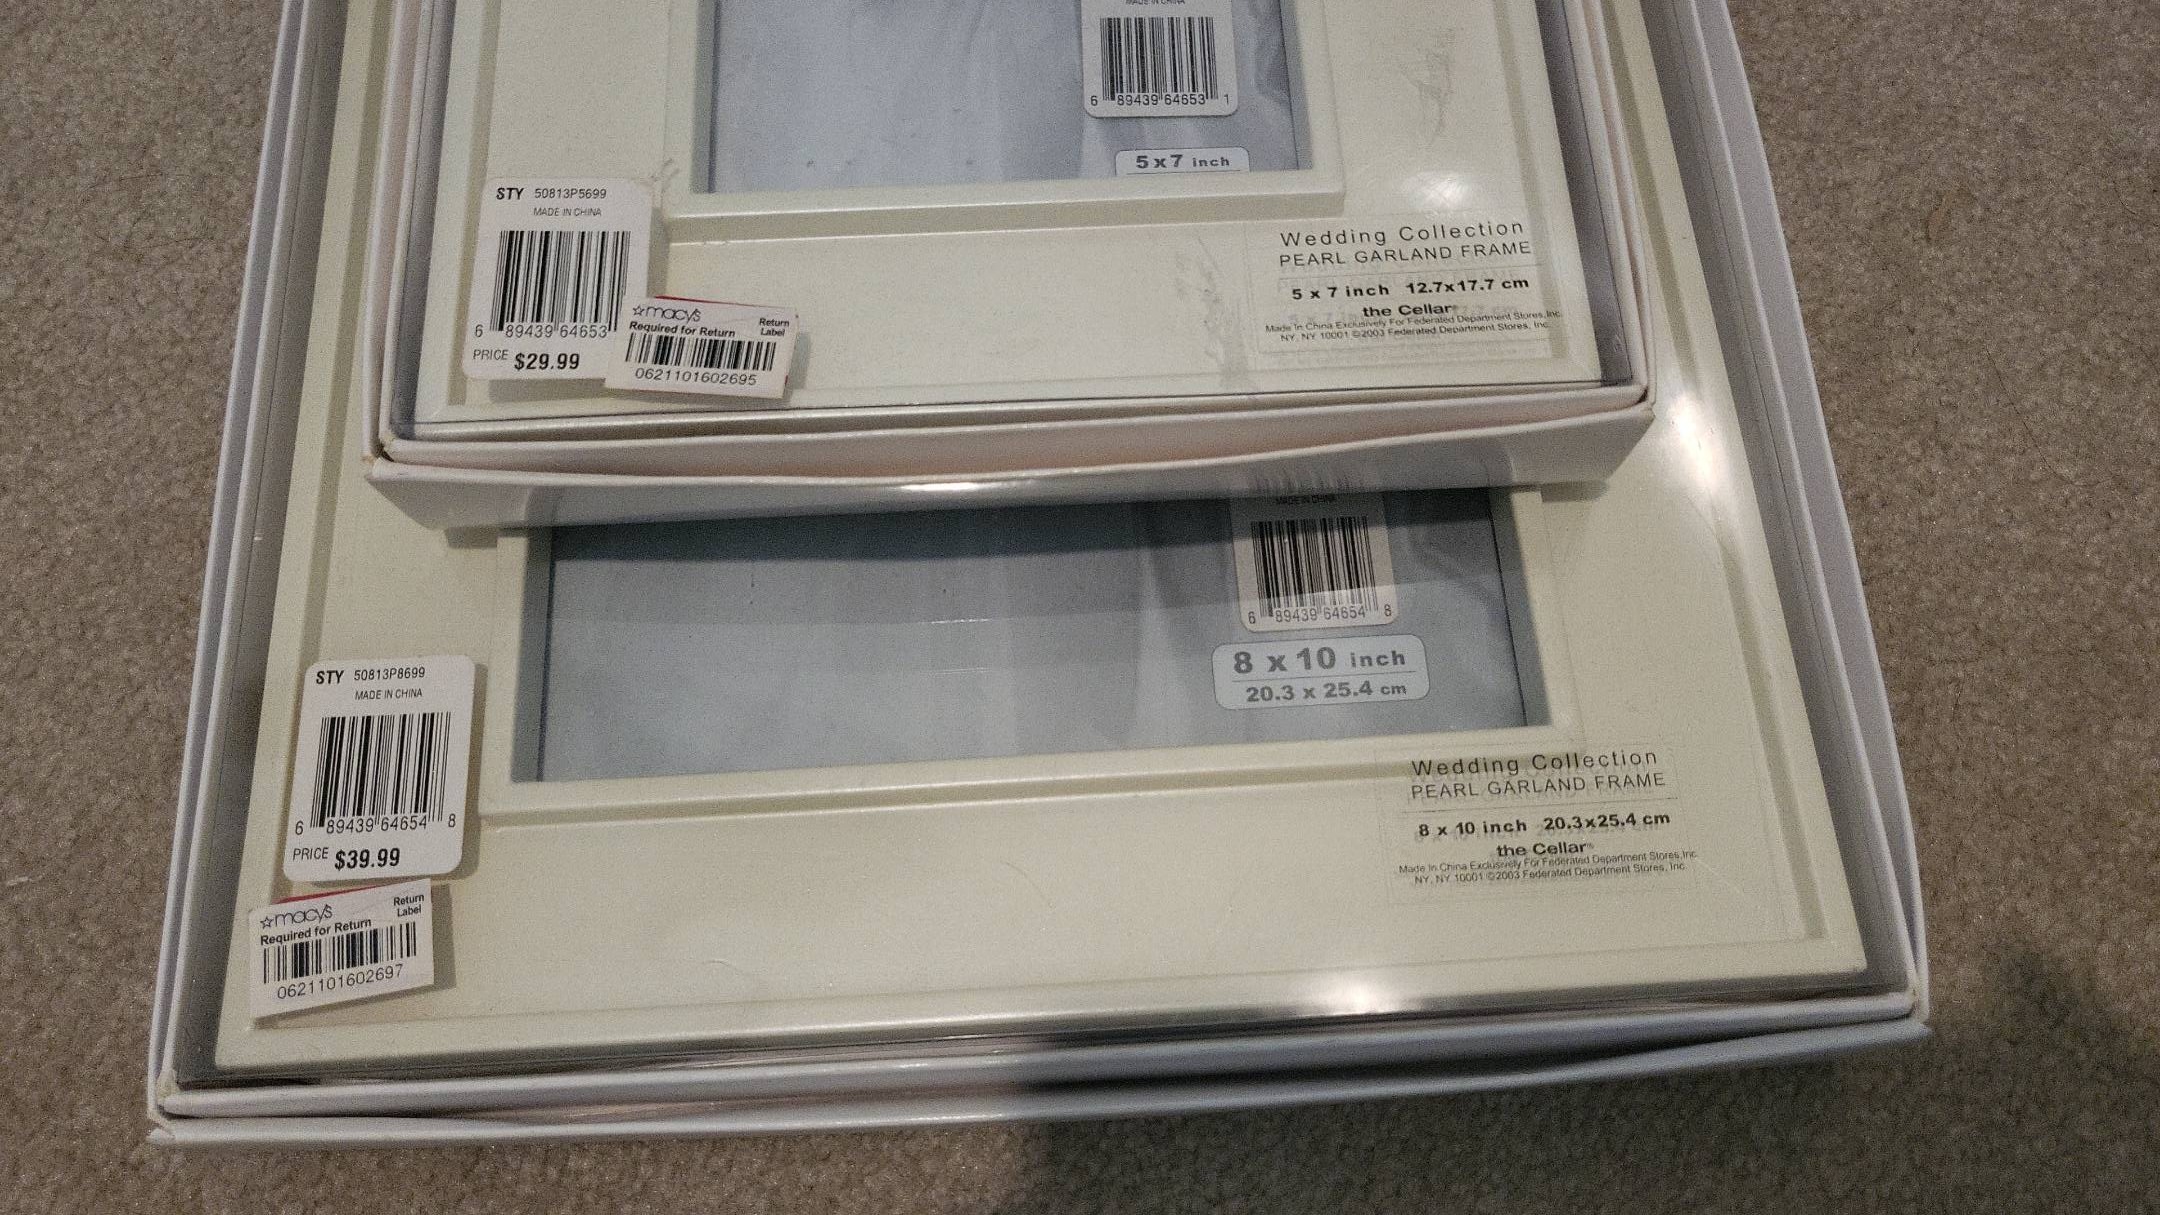 MADE IN CHINA
6 89439 64653 1
5 x 7 inch
STY 50813P5699
MADE IN CHINA
6 89439 64653
PRICE $29.99
☆macy's
Return Label
Required for Return
0621101602695
Wedding Collection
PEARL GARLAND FRAME
5 x 7 inch 12.7x17.7 cm
the Cellar®
Made In China Exclusively For Federated Department Stores, Inc.
NY, NY 10001 ©2003 Federated Department Stores, Inc.
MADE IN CHINA
6 89439 64654 8
8 x 10 inch
20.3 x 25.4 cm
STY 50813P8699
MADE IN CHINA
6 89439 64654 8
PRICE $39.99
☆macy's
Return Label
Required for Return
0621101602697
Wedding Collection
PEARL GARLAND FRAME
8 x 10 inch 20.3x25.4 cm
the Cellar®
Made In China Exclusively For Federated Department Stores, Inc.
NY, NY 10001 ©2003 Federated Department Stores, Inc.